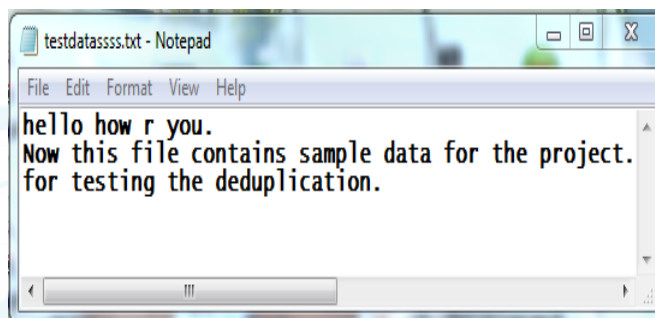 testdatassss.txt - Notepad
File Edit Format View Help
hello how r you.
Now this file contains sample data for the project.
for testing the deduplication.